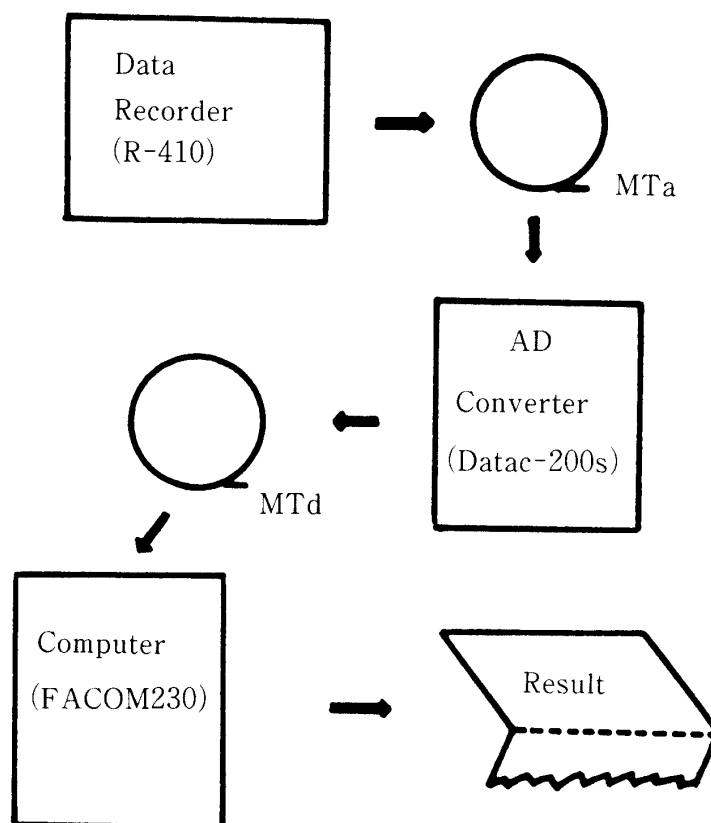 Data
Recorder
(R-410)
MTa
AD
Converter
(Datac-200s)
MTd
Computer
(FACOM230)
Result